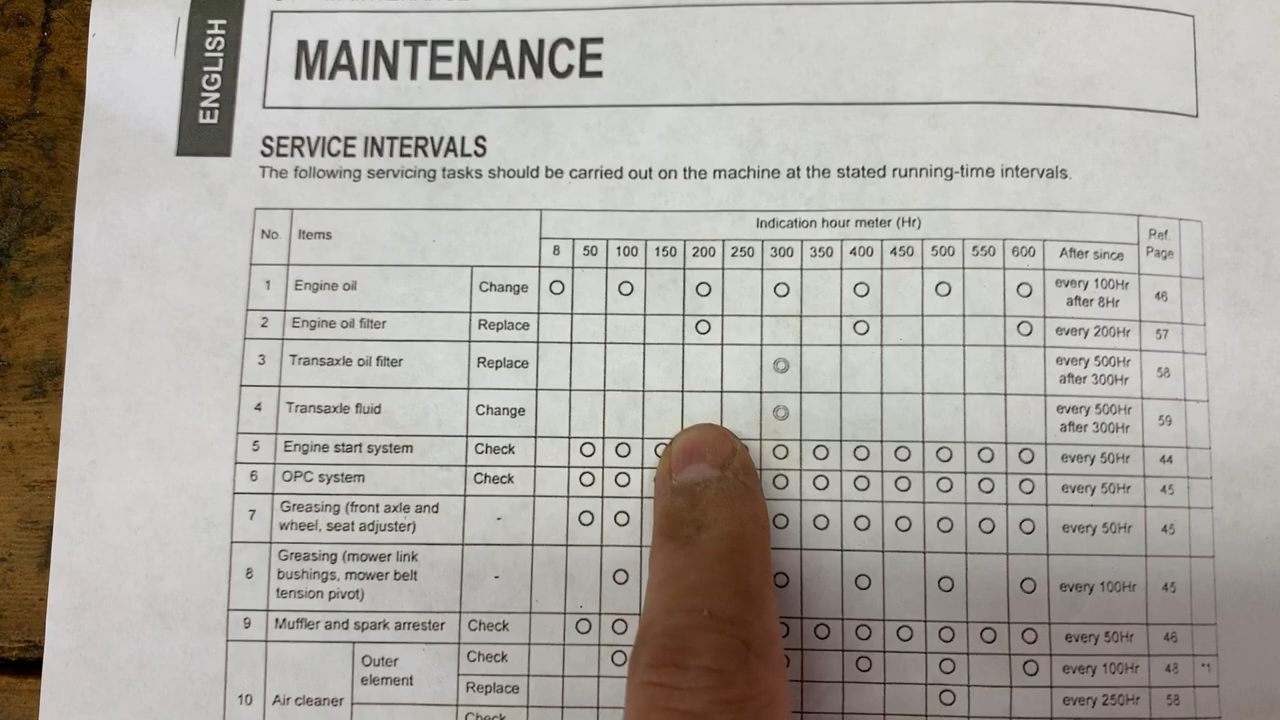 ENGLISH
MAINTENANCE
SERVICE INTERVALS
The following servicing tasks should be carried out on the machine at the stated running-time intervals.
No. Items Indication hour meter (Hr) Ref. Page
8 50 100 150 200 250 300 350 400 450 500 550 600 After since
1 Engine oil Change ○ ○ ○ ○ ○ ○ ○ every 100Hr after 8Hr 46
2 Engine oil filter Replace ○ ○ ○ every 200Hr 57
3 Transaxle oil filter Replace ◎ every 500Hr after 300Hr 58
4 Transaxle fluid Change ◎ every 500Hr after 300Hr 59
5 Engine start system Check ○ ○ ○ ○ ○ ○ ○ ○ ○ ○ every 50Hr 44
6 OPC system Check ○ ○ ○ ○ ○ ○ ○ ○ ○ every 50Hr 45
7 Greasing (front axle and wheel, seat adjuster) - ○ ○ ○ ○ ○ ○ ○ ○ ○ every 50Hr 45
8 Greasing (mower link bushings, mower belt tension pivot) - ○ ○ ○ ○ ○ every 100Hr 45
9 Muffler and spark arrester Check ○ ○ ○ ○ ○ ○ ○ ○ ○ every 50Hr 46
10 Air cleaner Outer element Check ○ ○ ○ ○ ○ every 100Hr 48 *1
Replace ○ every 250Hr 58
Check